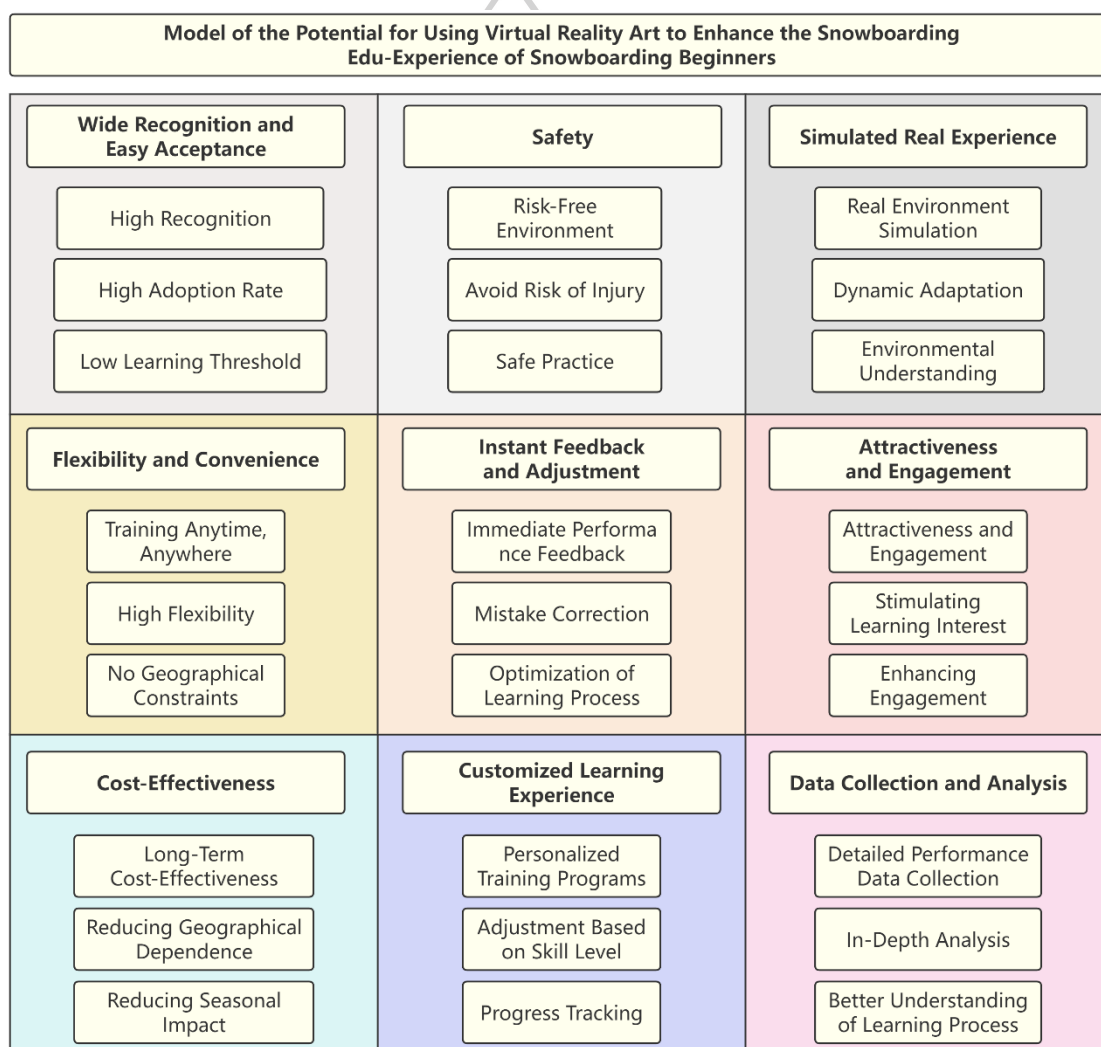 Model of the Potential for Using Virtual Reality Art to Enhance the Snowboarding
Edu-Experience of Snowboarding Beginners
Wide Recognition and
Easy Acceptance
High Recognition
High Adoption Rate
Low Learning Threshold
Safety
Risk-Free
Environment
Avoid Risk of Injury
Safe Practice
Simulated Real Experience
Real Environment
Simulation
Dynamic Adaptation
Environmental
Understanding
Flexibility and Convenience
Training Anytime,
Anywhere
High Flexibility
No Geographical
Constraints
Instant Feedback
and Adjustment
Immediate Performa
nce Feedback
Mistake Correction
Optimization of
Learning Process
Attractiveness
and Engagement
Attractiveness and
Engagement
Stimulating
Learning Interest
Enhancing
Engagement
Cost-Effectiveness
Long-Term
Cost-Effectiveness
Reducing Geographical
Dependence
Reducing Seasonal
Impact
Customized Learning
Experience
Personalized
Training Programs
Adjustment Based
on Skill Level
Progress Tracking
Data Collection and Analysis
Detailed Performance
Data Collection
In-Depth Analysis
Better Understanding
of Learning Process